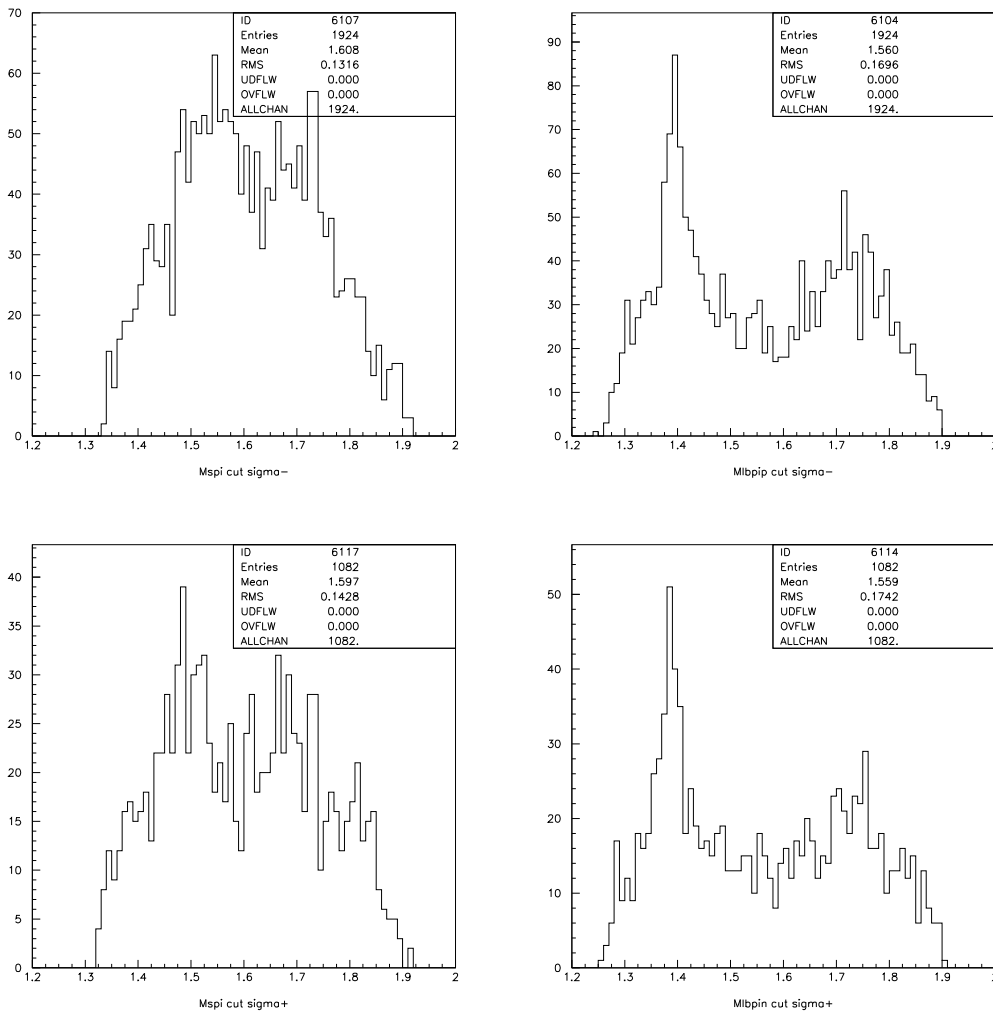 ID 6107
Entries 1924
Mean 1.608
RMS 0.1316
UDFLW 0.000
OVFLW 0.000
ALLCHAN 1924.
70
60
50
40
30
20
10
0
1.2 1.3 1.4 1.5 1.6 1.7 1.8 1.9 2
Mspi cut sigma−
ID 6104
Entries 1924
Mean 1.560
RMS 0.1696
UDFLW 0.000
OVFLW 0.000
ALLCHAN 1924.
90
80
70
60
50
40
30
20
10
0
1.2 1.3 1.4 1.5 1.6 1.7 1.8 1.9
Mlbpip cut sigma−
ID 6117
Entries 1082
Mean 1.597
RMS 0.1428
UDFLW 0.000
OVFLW 0.000
ALLCHAN 1082.
40
35
30
25
20
15
10
5
0
1.2 1.3 1.4 1.5 1.6 1.7 1.8 1.9 2
Mspi cut sigma+
ID 6114
Entries 1082
Mean 1.559
RMS 0.1742
UDFLW 0.000
OVFLW 0.000
ALLCHAN 1082.
50
40
30
20
10
0
1.2 1.3 1.4 1.5 1.6 1.7 1.8 1.9
Mlbpin cut sigma+